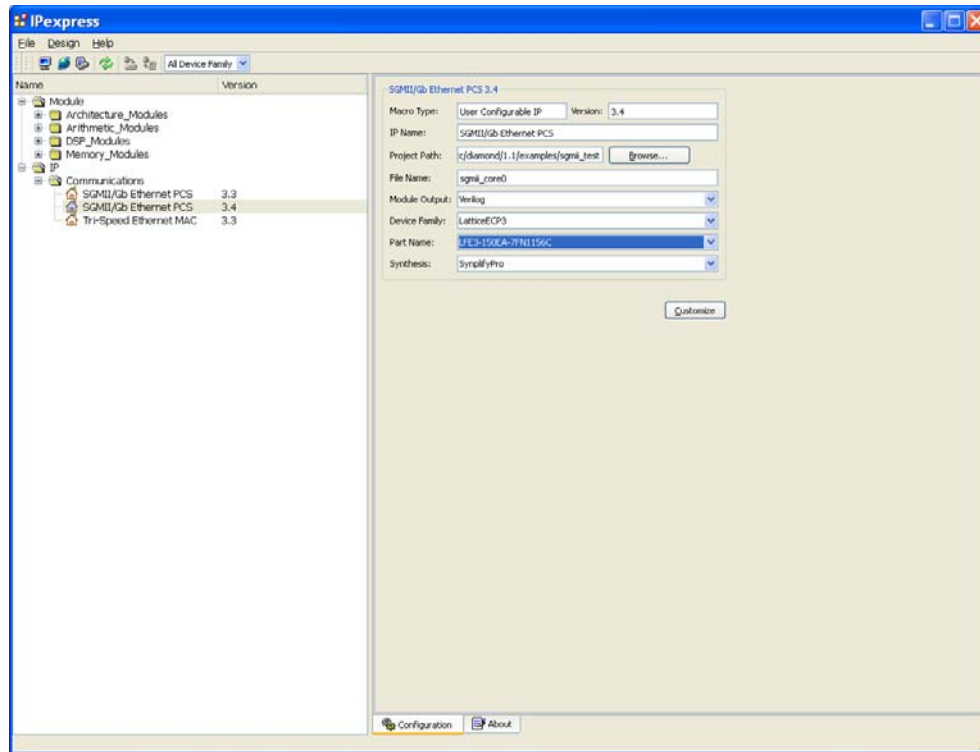 IPexpress
File Design Help
All Device Family
Name Version
Module
Architecture_Modules
Arithmetic_Modules
DSP_Modules
Memory_Modules
IP
Communications
SGMII/Gb Ethernet PCS 3.3
SGMII/Gb Ethernet PCS 3.4
Tri-Speed Ethernet MAC 3.3
SGMII/Gb Ethernet PCS 3.4
Macro Type: User Configurable IP Version: 3.4
IP Name: SGMII/Gb Ethernet PCS
Project Path: c/diamond/1.1/examples/sgmii_test Browse...
File Name: sgmii_core0
Module Output: Verilog
Device Family: LatticeECP3
Part Name: LFE3-150EA-7FN1156C
Synthesis: SynplifyPro
Customize
Configuration About